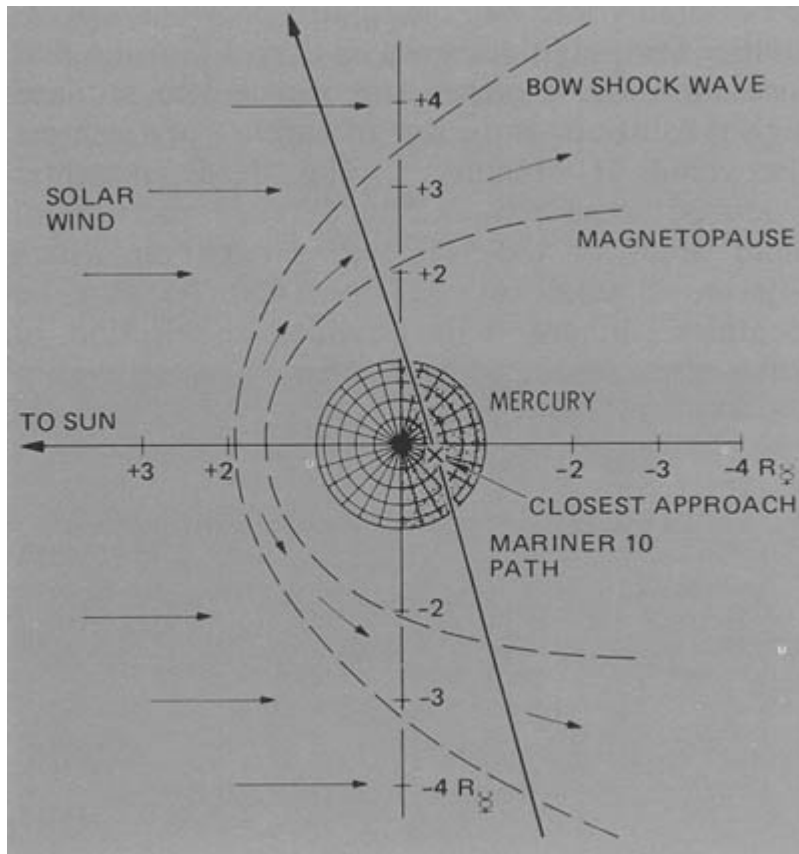 BOW SHOCK WAVE
+4
SOLAR
WIND
+3
MAGNETOPAUSE
+2
MERCURY
TO SUN
+3
+2
-2
-3
-4 R☿
CLOSEST APPROACH
MARINER 10
PATH
-2
-3
-4 R☿